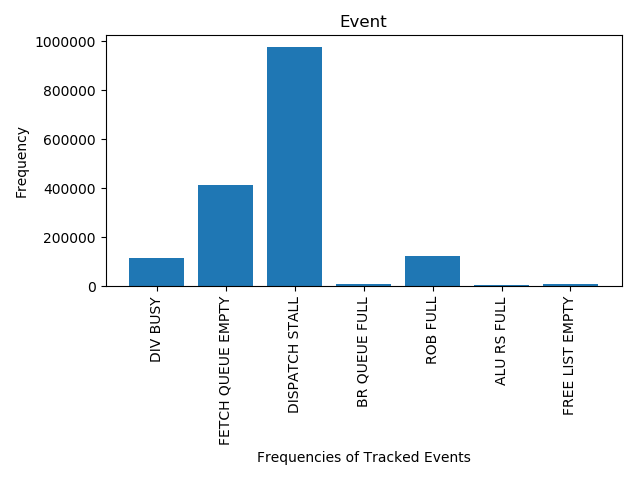 Event
Frequency
1000000
800000
600000
400000
200000
0
DIV BUSY
FETCH QUEUE EMPTY
DISPATCH STALL
BR QUEUE FULL
ROB FULL
ALU RS FULL
FREE LIST EMPTY
Frequencies of Tracked Events